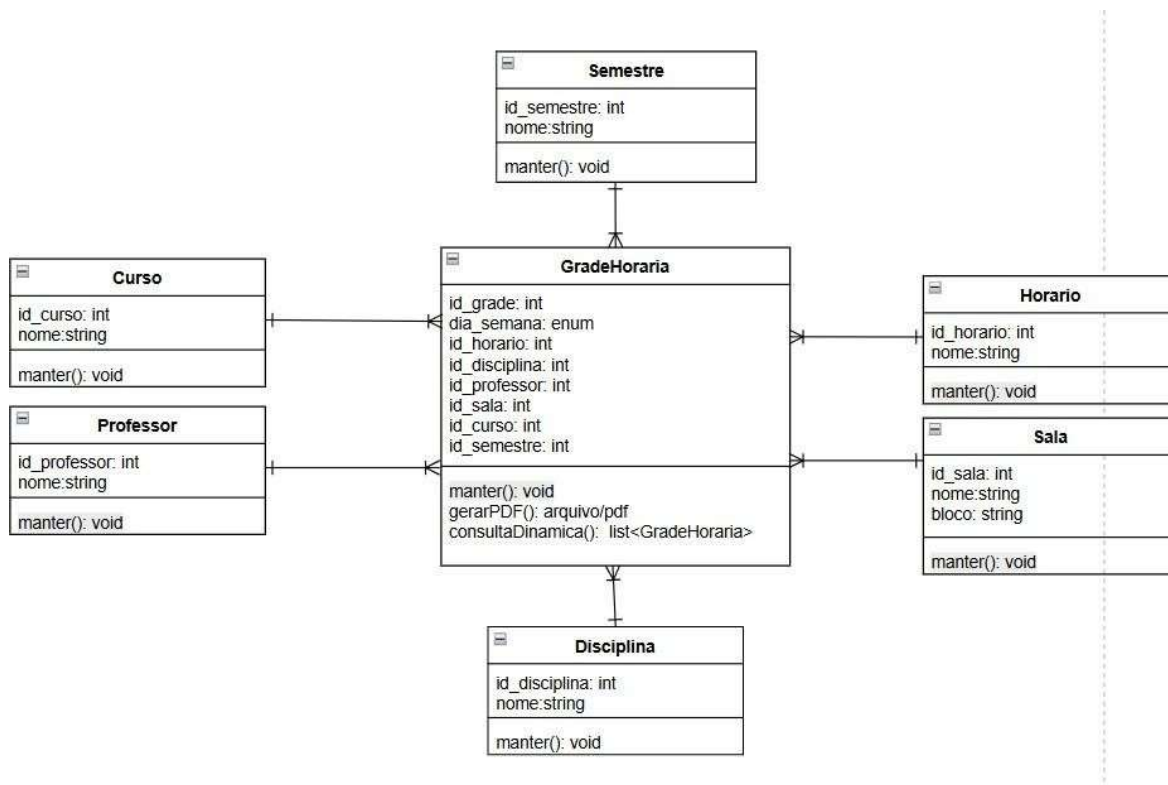 Semestre
id_semestre: int
nome:string
manter(): void
Curso
id_curso: int
nome:string
manter(): void
Professor
id_professor: int
nome:string
manter(): void
GradeHoraria
id_grade: int
dia_semana: enum
id_horario: int
id_disciplina: int
id_professor: int
id_sala: int
id_curso: int
id_semestre: int
manter(): void
gerarPDF(): arquivo/pdf
consultaDinamica():  list<GradeHoraria>
Horario
id_horario: int
nome:string
manter(): void
Sala
id_sala: int
nome:string
bloco: string
manter(): void
Disciplina
id_disciplina: int
nome:string
manter(): void